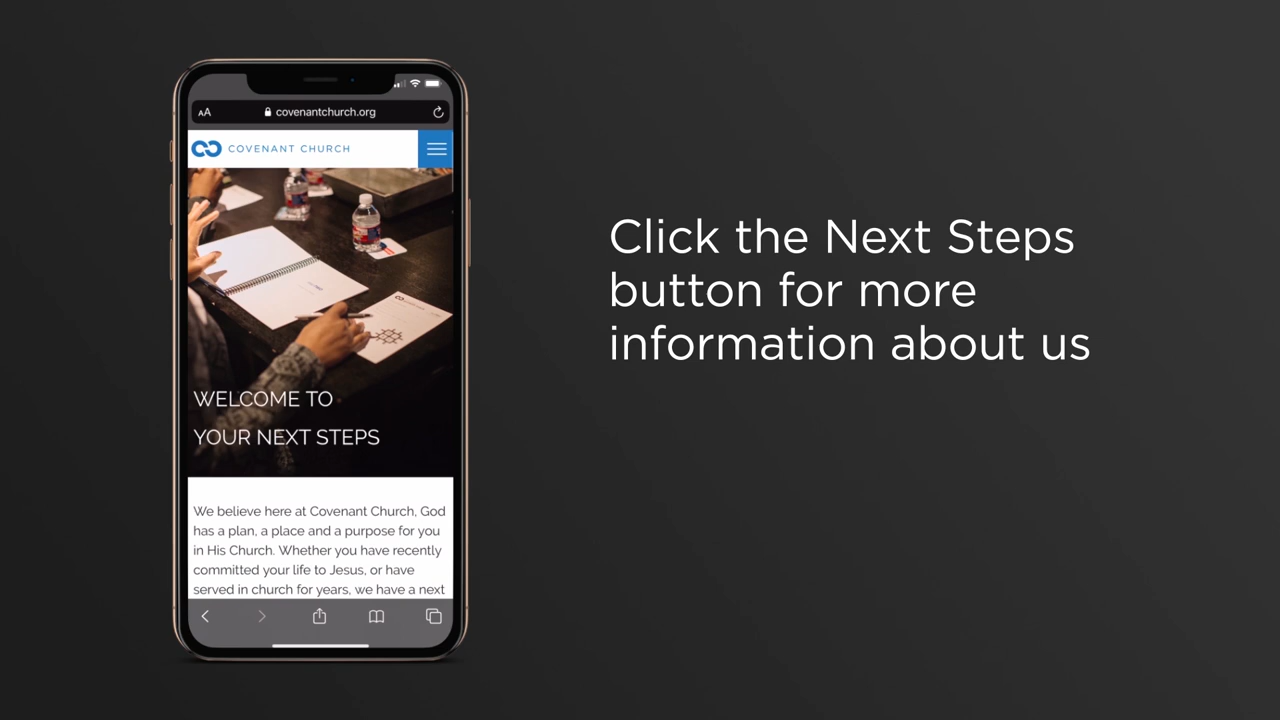 AA
covenantchurch.org
COVENANT CHURCH
WELCOME TO
YOUR NEXT STEPS
We believe here at Covenant Church, God
has a plan, a place and a purpose for you
in His Church. Whether you have recently
committed your life to Jesus, or have
served in church for years, we have a next
Click the Next Steps
button for more
information about us